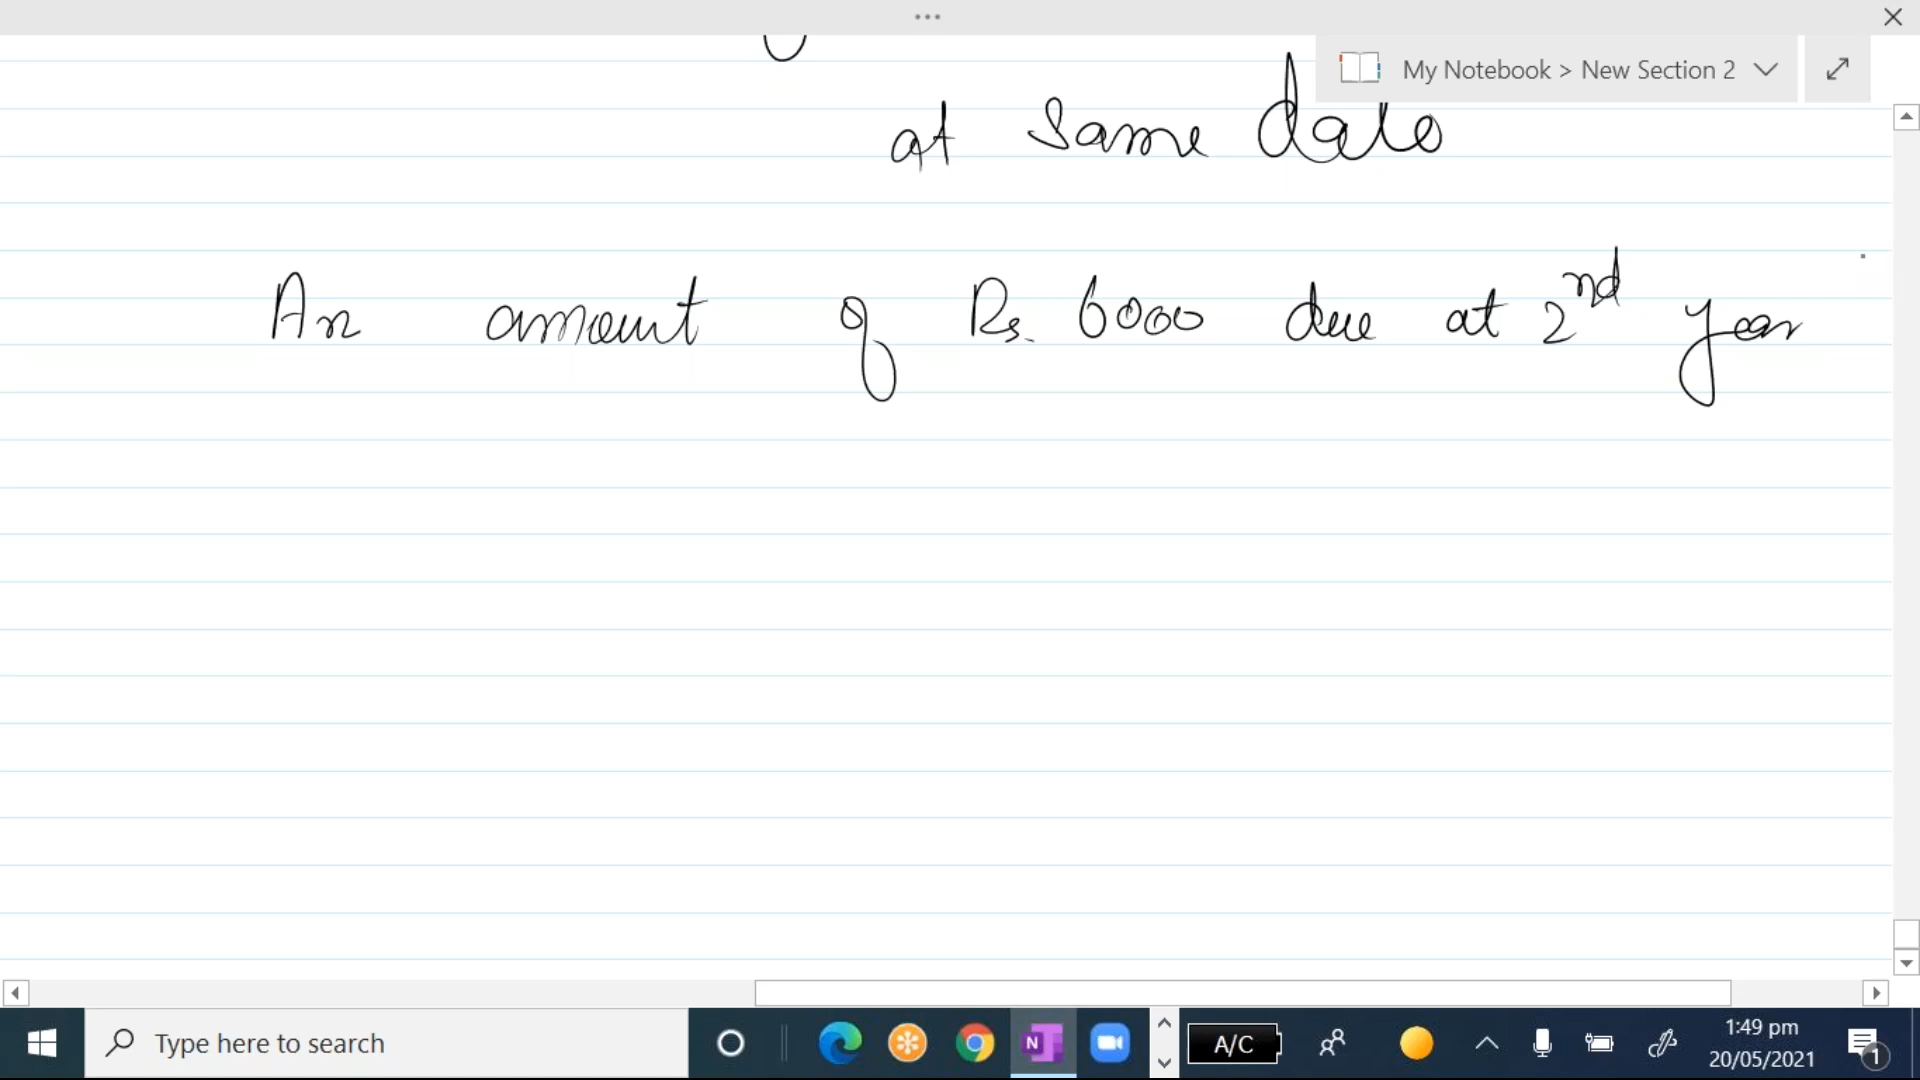 My Notebook > New Section 2
at same date
An amount of Rs. 6000 due at 2nd year
Type here to search
N
A/C
1:49 pm
20/05/2021
1